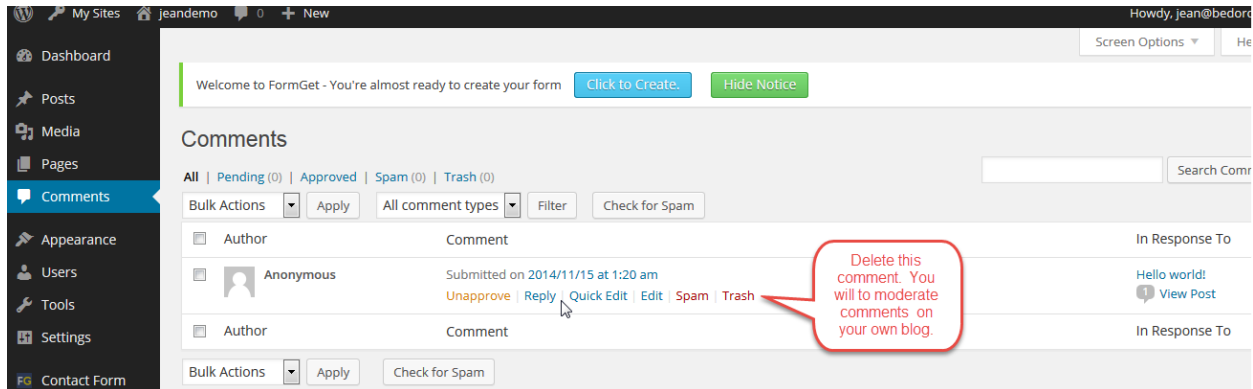 My Sites jeandemo 0 + New Howdy, jean@bedor
Screen Options He
Dashboard
Posts
Media
Pages
Comments
Appearance
Users
Tools
Settings
FG Contact Form
Welcome to FormGet - You're almost ready to create your form Click to Create. Hide Notice
Comments
All | Pending (0) | Approved | Spam (0) | Trash (0)
Search Comm
Bulk Actions Apply All comment types Filter Check for Spam
Author Comment In Response To
Anonymous
Submitted on 2014/11/15 at 1:20 am
Unapprove | Reply | Quick Edit | Edit | Spam | Trash
Hello world!
1 View Post
Delete this
comment. You
will to moderate
comments on
your own blog.
Author Comment In Response To
Bulk Actions Apply Check for Spam